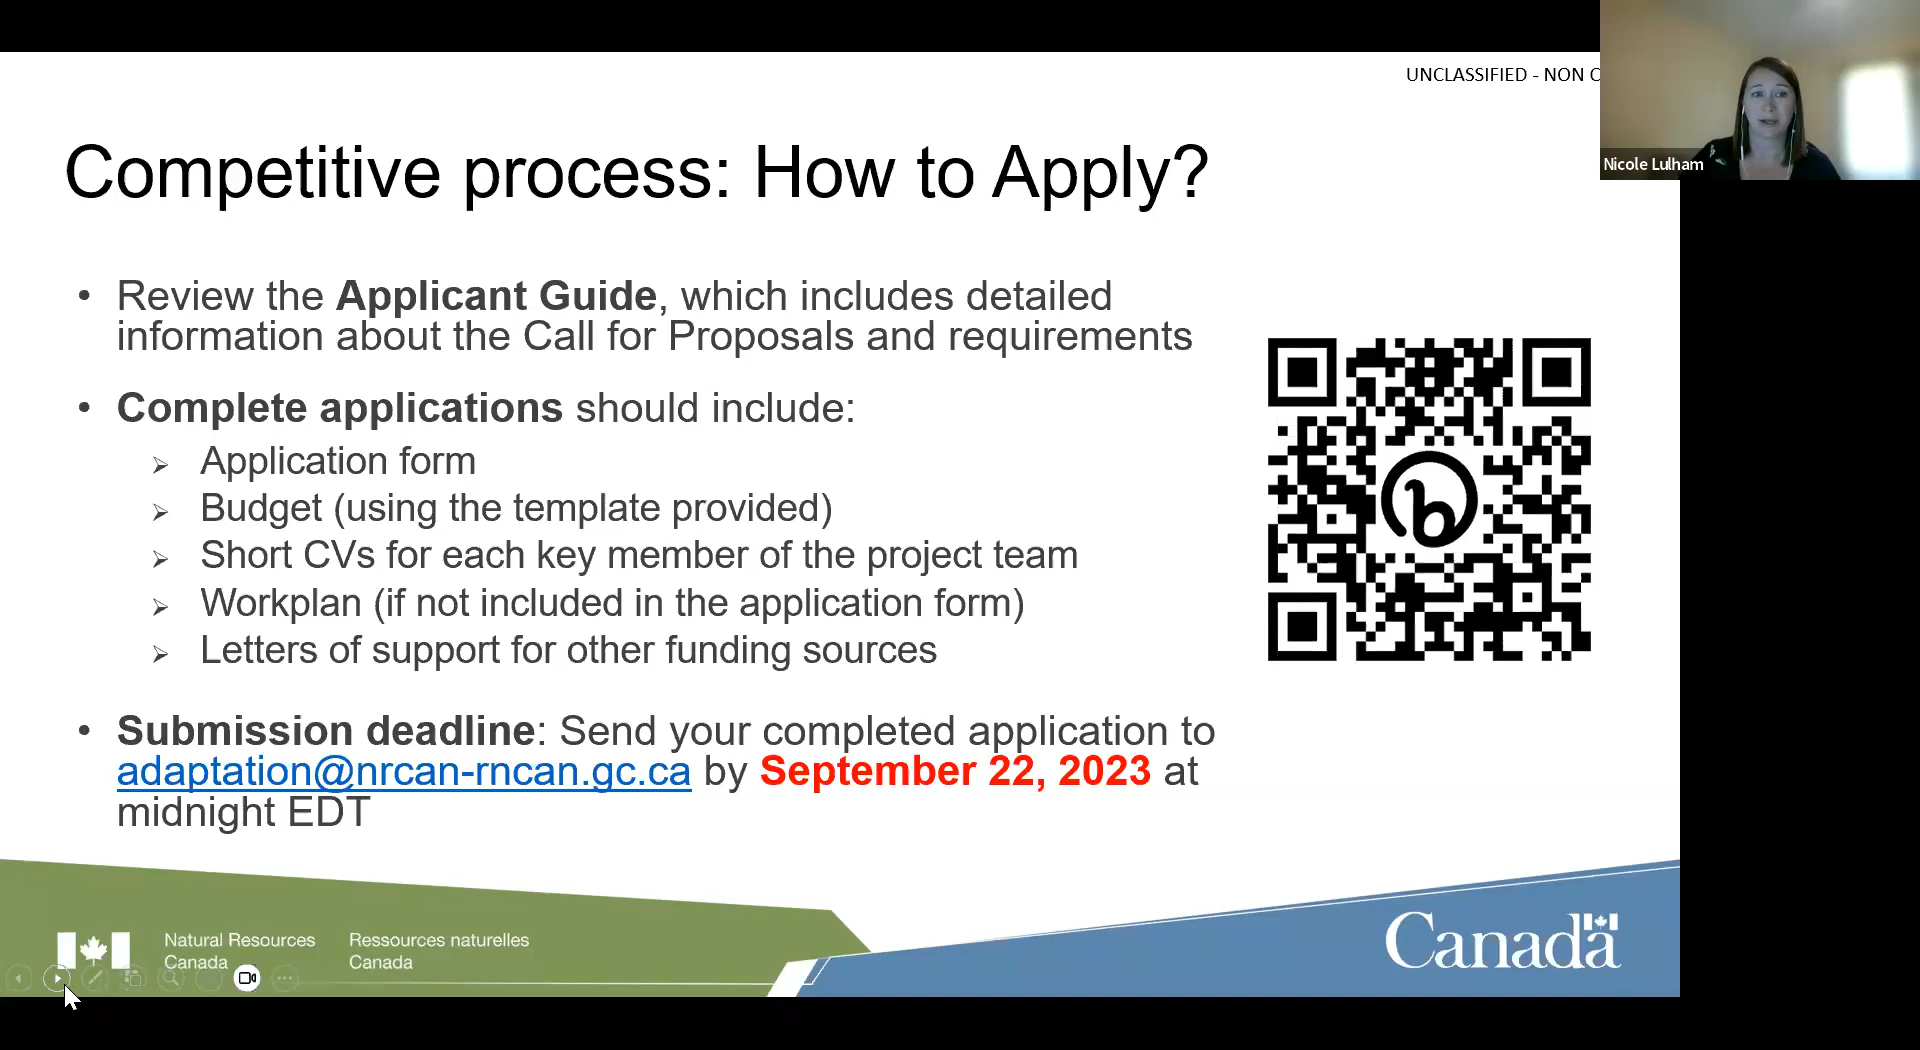 UNCLASSIFIED - NON C
Nicole Lulham
Competitive process: How to Apply?
• Review the Applicant Guide, which includes detailed
information about the Call for Proposals and requirements
• Complete applications should include:
➢ Application form
➢ Budget (using the template provided)
➢ Short CVs for each key member of the project team
➢ Workplan (if not included in the application form)
➢ Letters of support for other funding sources
• Submission deadline: Send your completed application to
adaptation@nrcan-rncan.gc.ca by September 22, 2023 at
midnight EDT
Natural Resources
Canada
Ressources naturelles
Canada
Canada